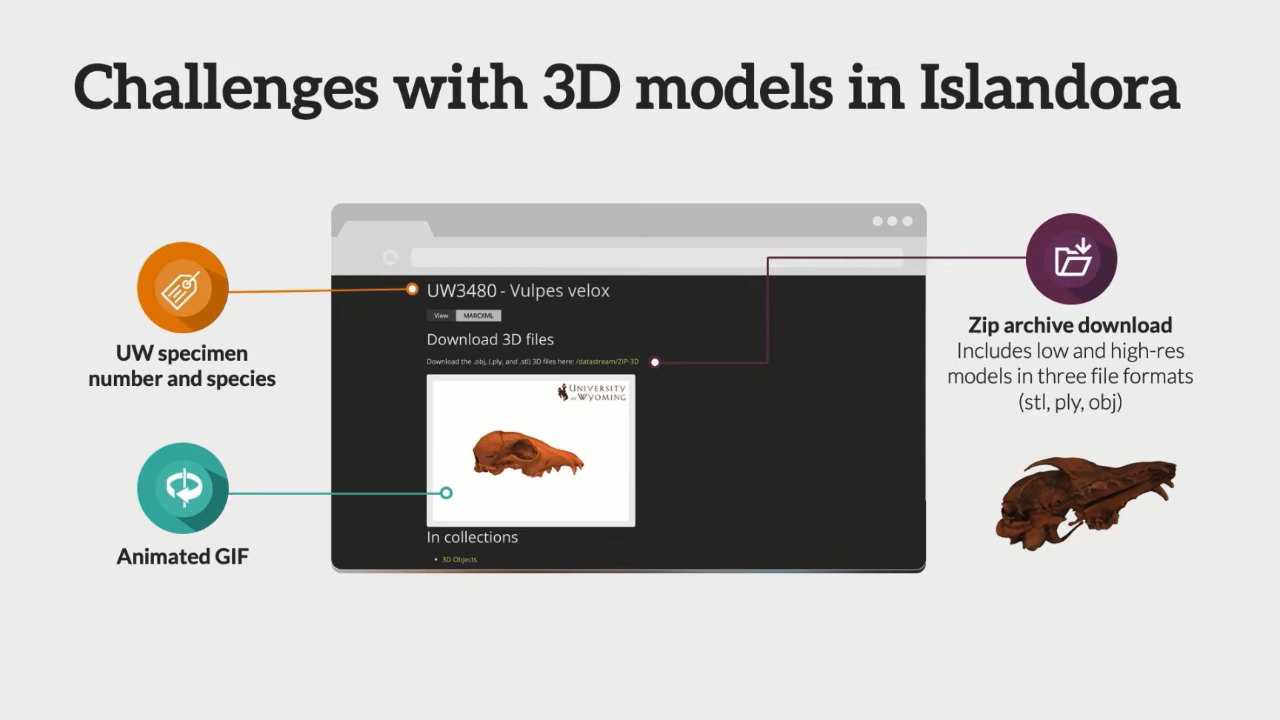 Challenges with 3D models in Islandora
UW specimen
number and species
Animated GIF
UW3480 - Vulpes velox
View
MARCXML
Download 3D files
Download the .obj, (.ply, and .stl) 3D files here: /datastream/ZIP-3D
UNIVERSITY
OF WYOMING
In collections
3D Objects
Zip archive download
Includes low and high-res
models in three file formats
(stl, ply, obj)